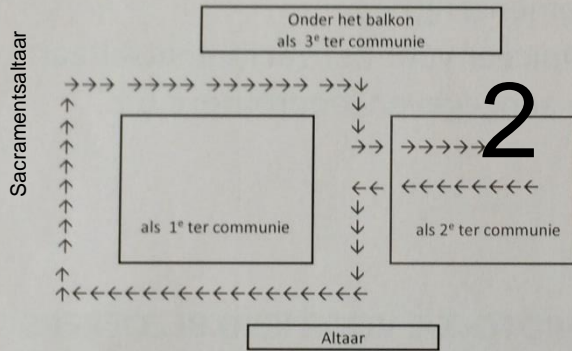 Onder het balkon
als 3ᵉ ter communie
Sacramentsaltaar
2
als 1ᵉ ter communie
als 2ᵉ ter communie
Altaar